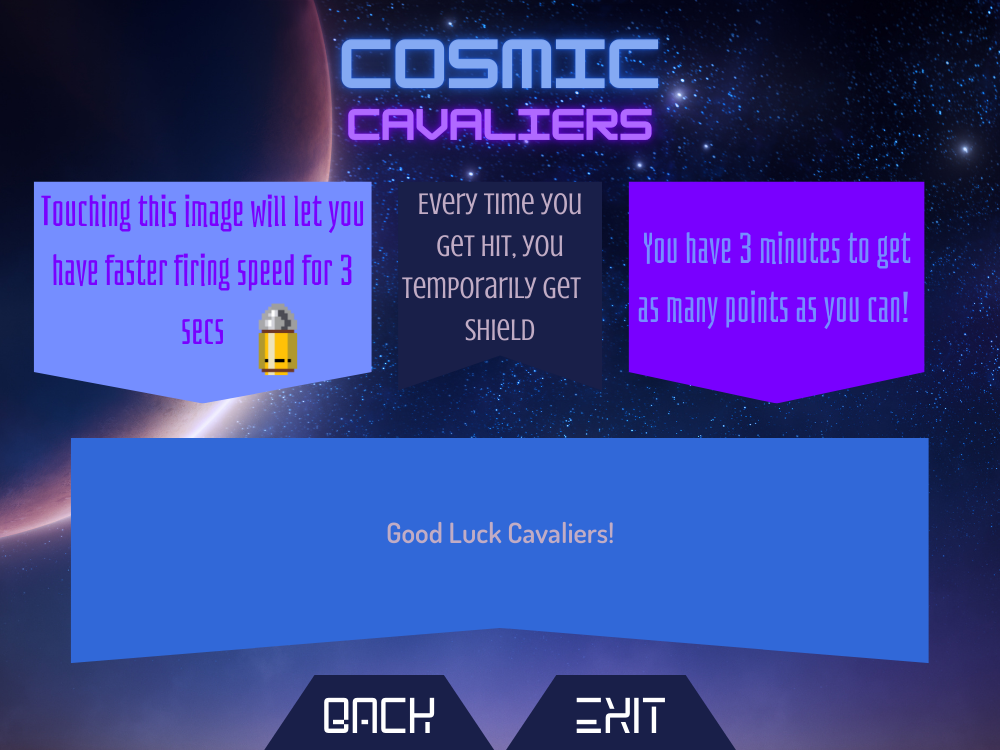 COSMIC
CAVALIERS
Touching this image will let you
have faster firing speed for 3
secs
Every time you
get hit, you
temporarily get
shield
You have 3 minutes to get
as many points as you can!
Good Luck Cavaliers!
BACK
EXIT